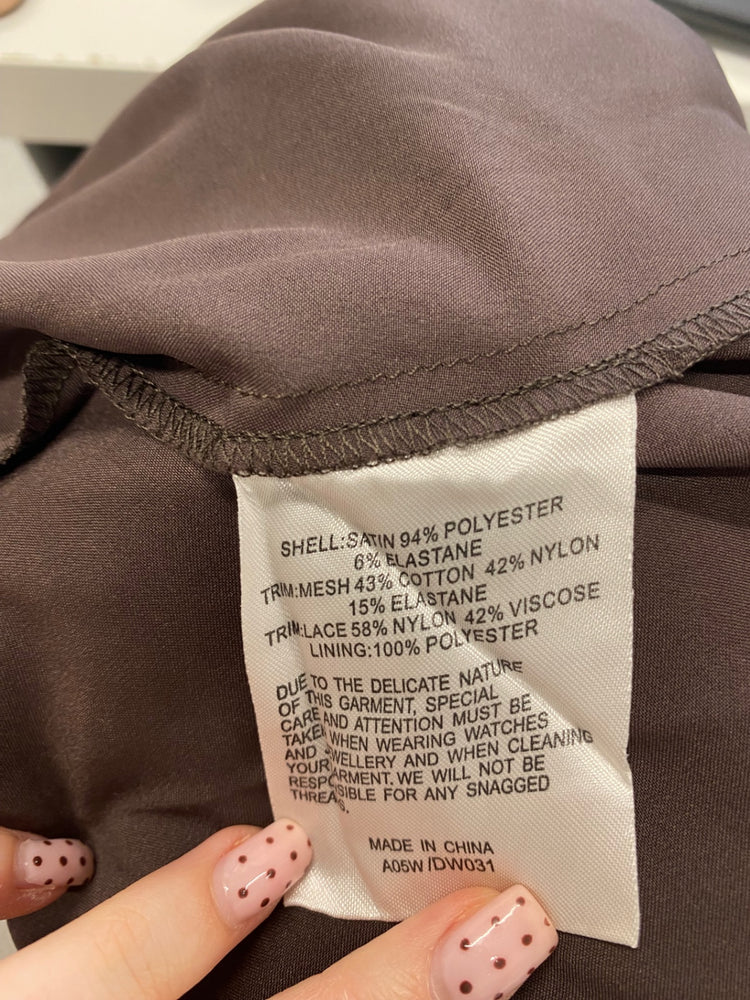 SHELL:SATIN 94% POLYESTER
6% ELASTANE
TRIM:MESH 43% COTTON 42% NYLON
15% ELASTANE
TRIM:LACE 58% NYLON 42% VISCOSE
LINING:100% POLYESTER
DUE TO THE DELICATE NATURE
OF THIS GARMENT, SPECIAL
CARE AND ATTENTION MUST BE
TAKEN WHEN WEARING WATCHES
AND JEWELLERY AND WHEN CLEANING
YOUR GARMENT. WE WILL NOT BE
RESPONSIBLE FOR ANY SNAGGED
THREADS.
MADE IN CHINA
A05W/DW031